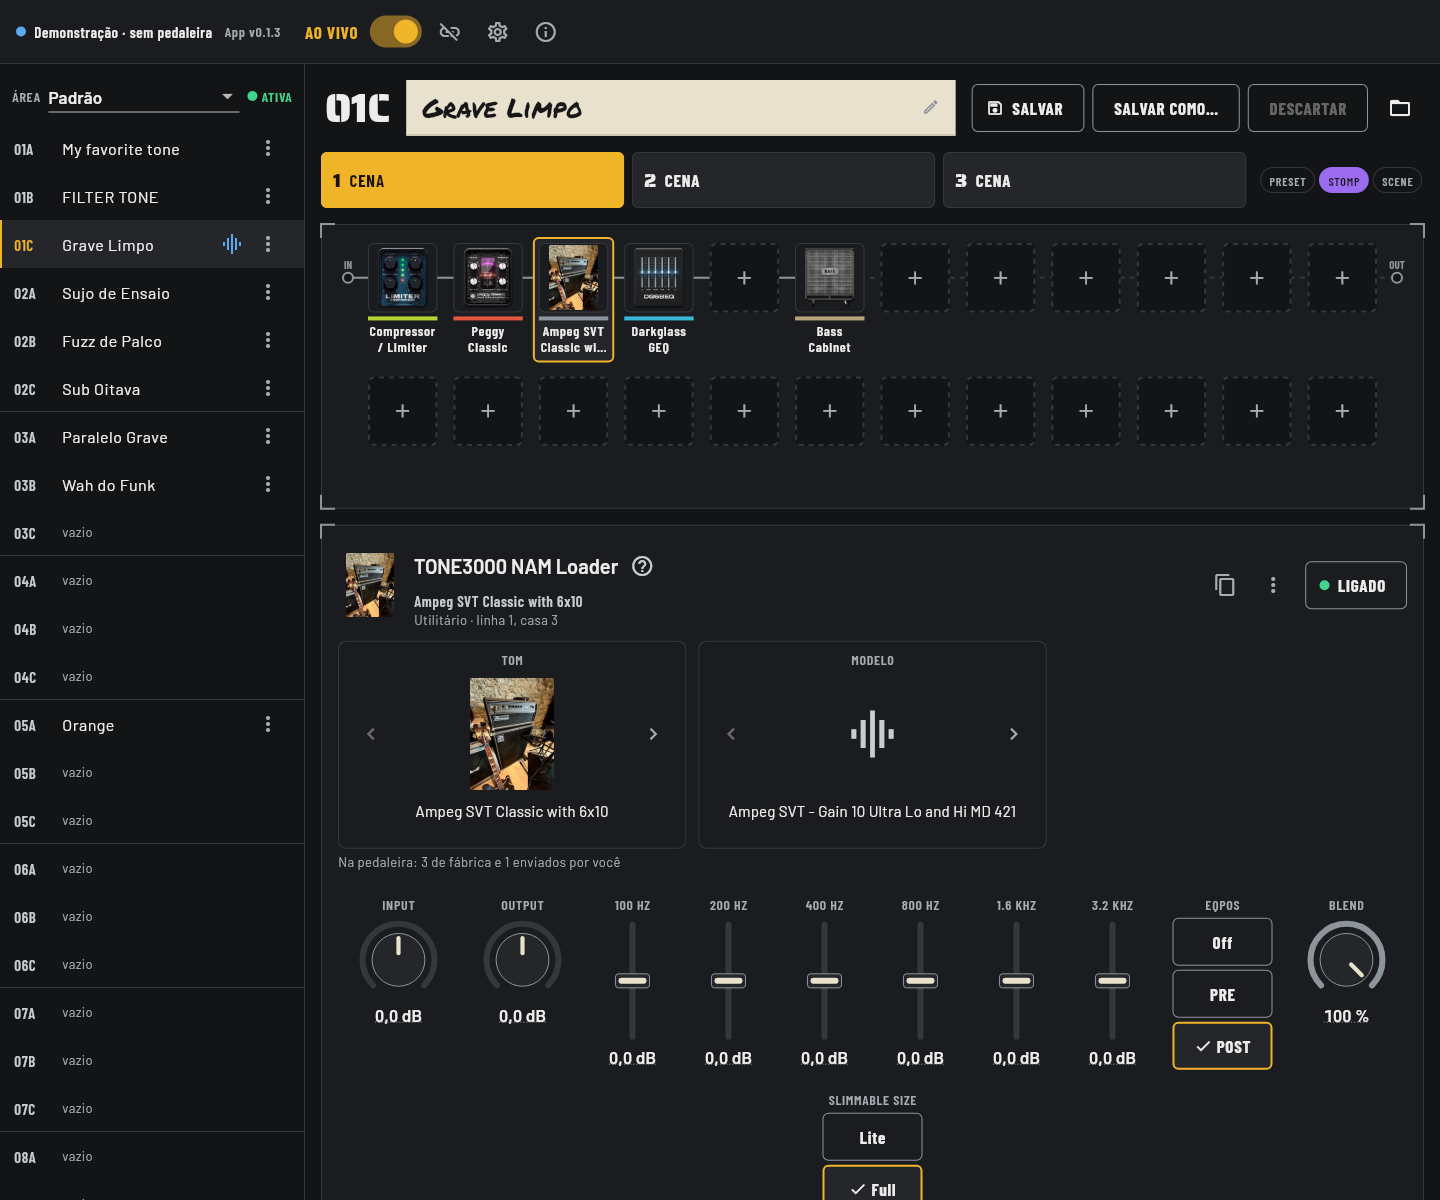 Demonstração · sem pedaleira App v0.1.3 AO VIVO
ÁREA Padrão ATIVA
01A My favorite tone
01B FILTER TONE
01C Grave Limpo
02A Sujo de Ensaio
02B Fuzz de Palco
02C Sub Oitava
03A Paralelo Grave
03B Wah do Funk
03C vazio
04A vazio
04B vazio
04C vazio
05A Orange
05B vazio
05C vazio
06A vazio
06B vazio
06C vazio
07A vazio
07B vazio
07C vazio
08A vazio
01C Grave Limpo SALVAR SALVAR COMO... DESCARTAR
1 CENA 2 CENA 3 CENA PRESET STOMP SCENE
IN OUT
LIMITER
DG6SEQ
BASS
Compressor / Limiter
Peggy Classic
Ampeg SVT Classic wi...
Darkglass GEQ
Bass Cabinet
TONE3000 NAM Loader
Ampeg SVT Classic with 6x10
Utilitário · linha 1, casa 3
LIGADO
TOM
Ampeg SVT Classic with 6x10
MODELO
Ampeg SVT - Gain 10 Ultra Lo and Hi MD 421
Na pedaleira: 3 de fábrica e 1 enviados por você
INPUT OUTPUT 100 HZ 200 HZ 400 HZ 800 HZ 1.6 KHZ 3.2 KHZ EQPOS BLEND
Off
PRE
POST
0,0 dB 0,0 dB 100 %
0,0 dB 0,0 dB 0,0 dB 0,0 dB 0,0 dB 0,0 dB
SLIMMABLE SIZE
Lite
Full